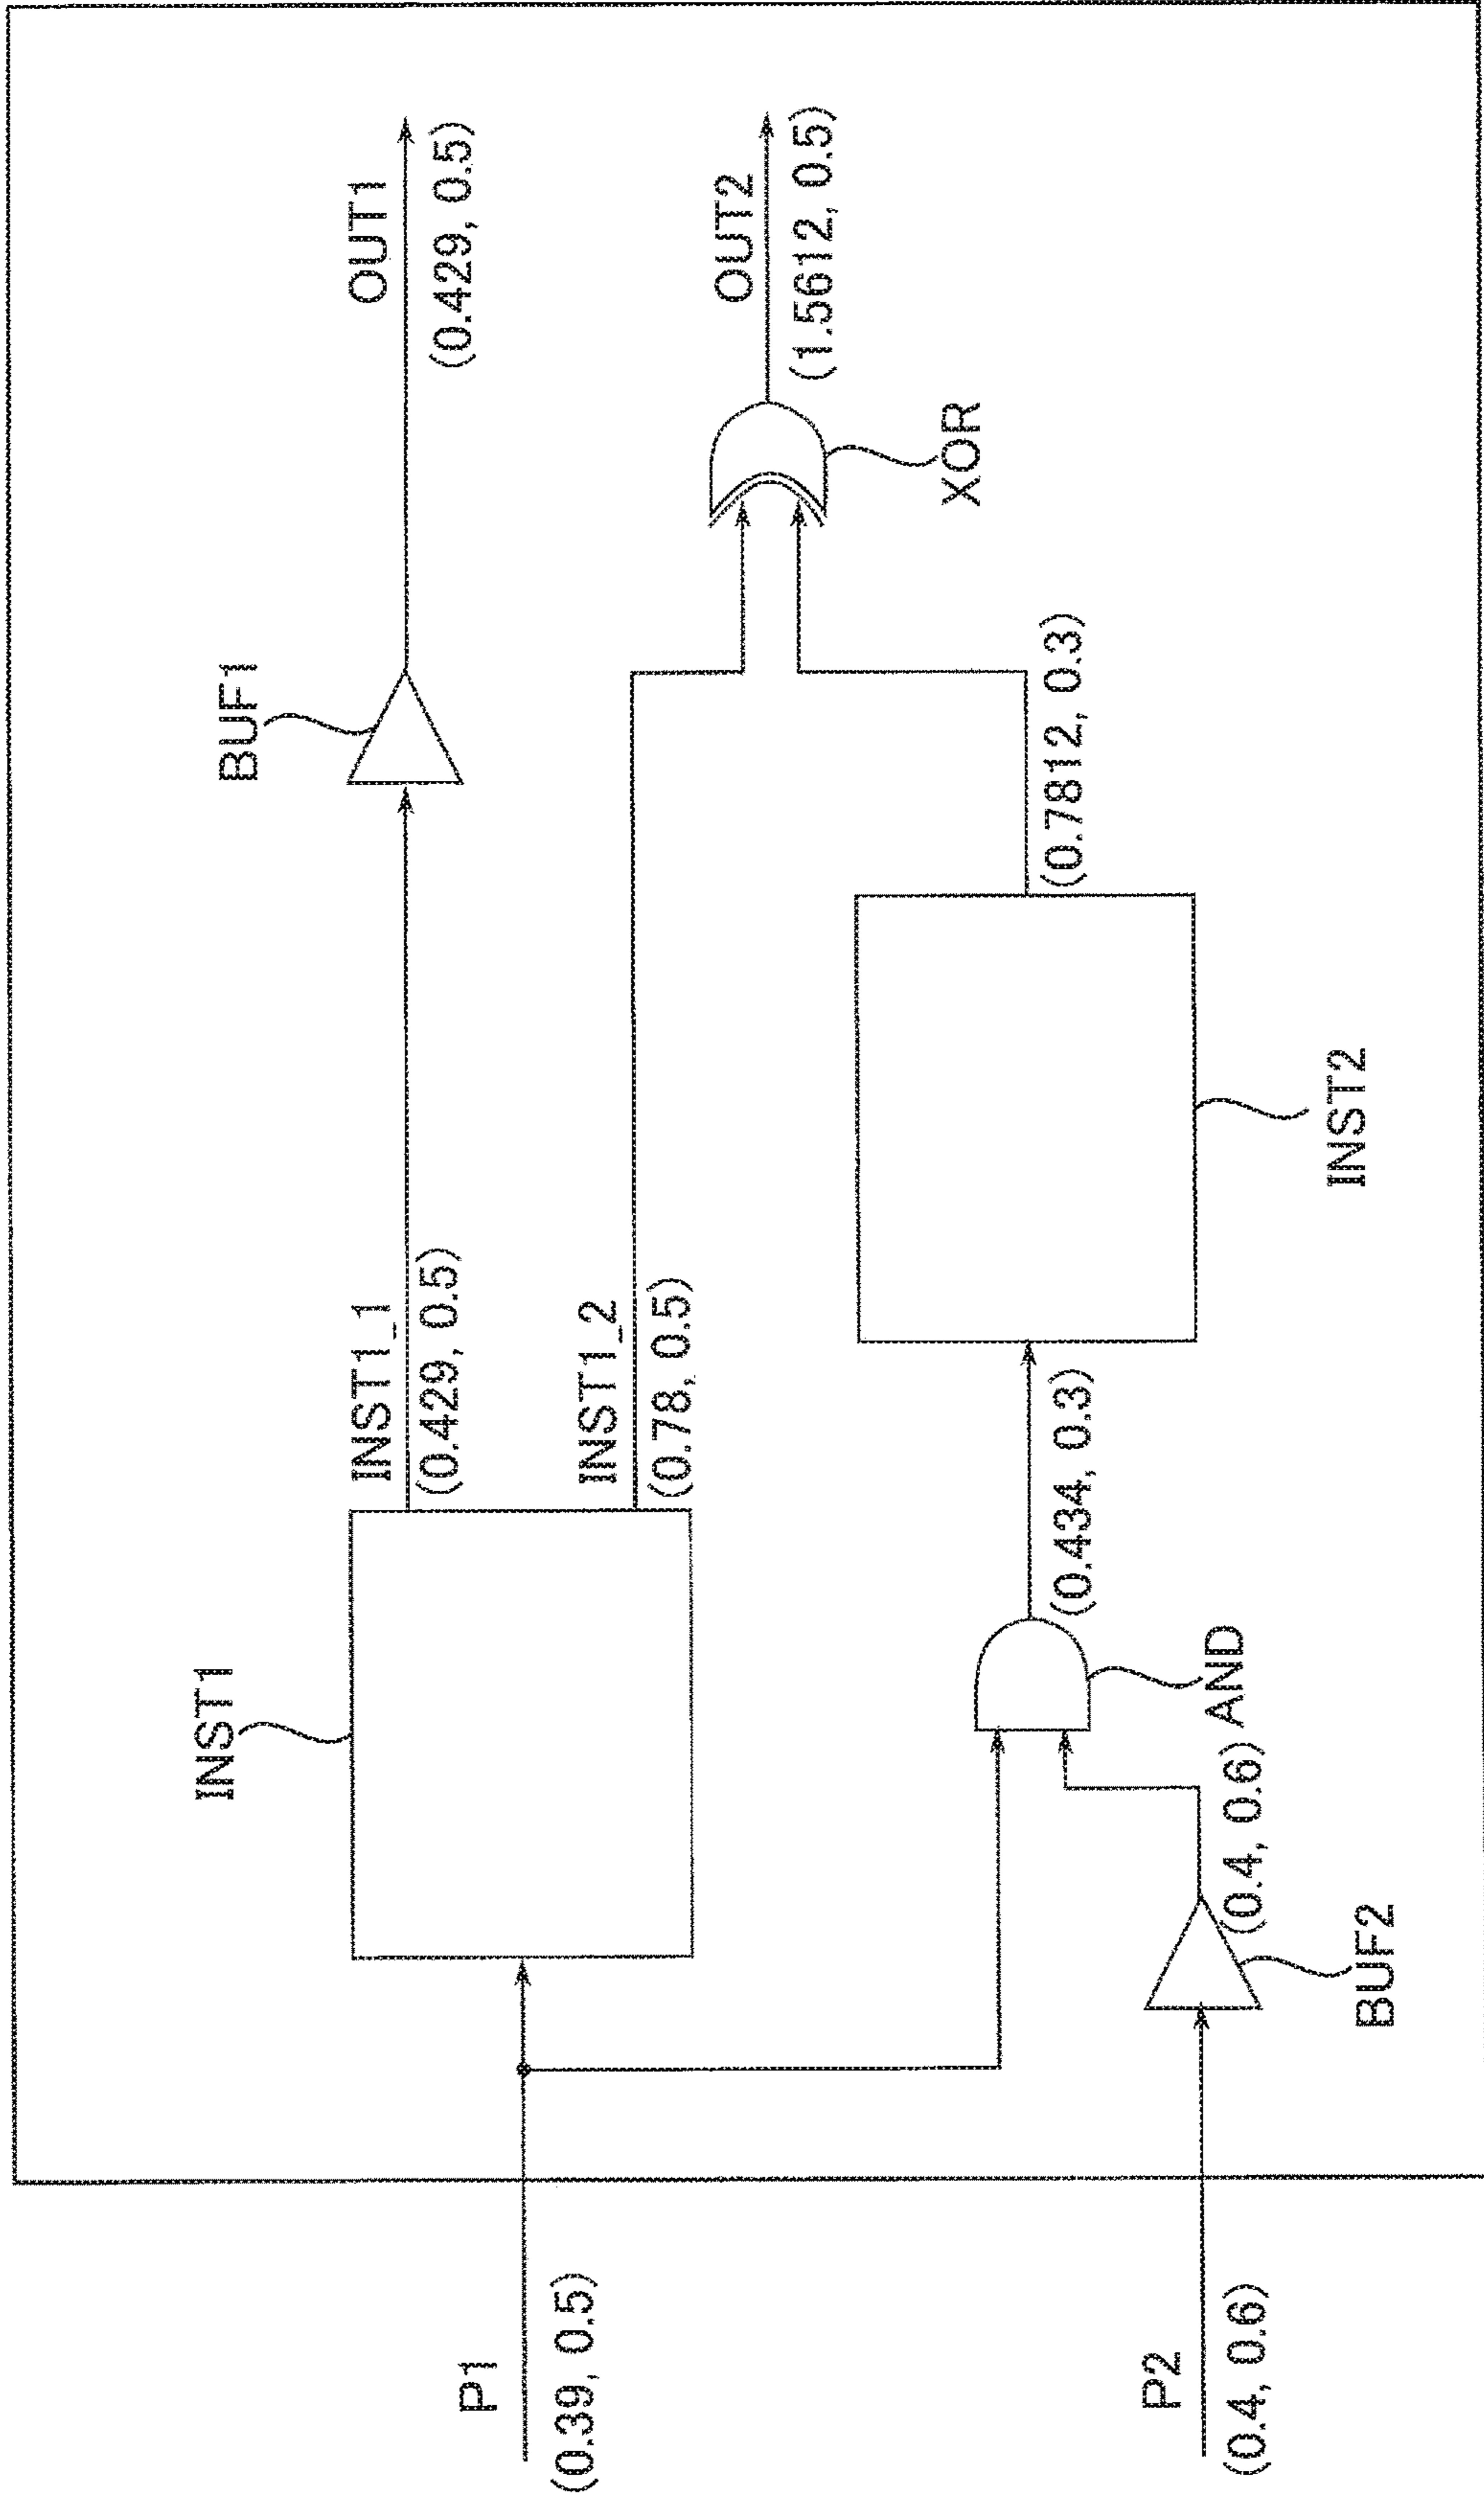 INST1
BUF1
INST1_1
(0.429, 0.5)
OUT1
(0.429, 0.5)
P1
(0.39, 0.5)
INST1_2
(0.78, 0.5)
OUT2
(1.5612, 0.5)
XOR
(0.434, 0.3)
(0.7812, 0.3)
P2
(0.4, 0.6)
(0.4, 0.6)
AND
BUF2
INST2